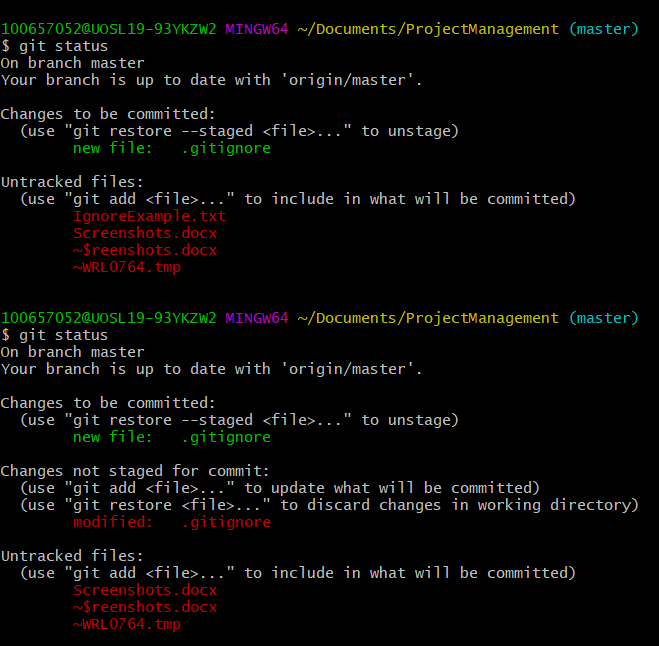 100657052@UOSL19-93YKZW2 MINGW64 ~/Documents/ProjectManagement (master)
$ git status
On branch master
Your branch is up to date with 'origin/master'.

Changes to be committed:
  (use "git restore --staged <file>..." to unstage)
        new file:   .gitignore

Untracked files:
  (use "git add <file>..." to include in what will be committed)
        IgnoreExample.txt
        Screenshots.docx
        ~$reenshots.docx
        ~WRL0764.tmp

100657052@UOSL19-93YKZW2 MINGW64 ~/Documents/ProjectManagement (master)
$ git status
On branch master
Your branch is up to date with 'origin/master'.

Changes to be committed:
  (use "git restore --staged <file>..." to unstage)
        new file:   .gitignore

Changes not staged for commit:
  (use "git add <file>..." to update what will be committed)
  (use "git restore <file>..." to discard changes in working directory)
        modified:   .gitignore

Untracked files:
  (use "git add <file>..." to include in what will be committed)
        Screenshots.docx
        ~$reenshots.docx
        ~WRL0764.tmp